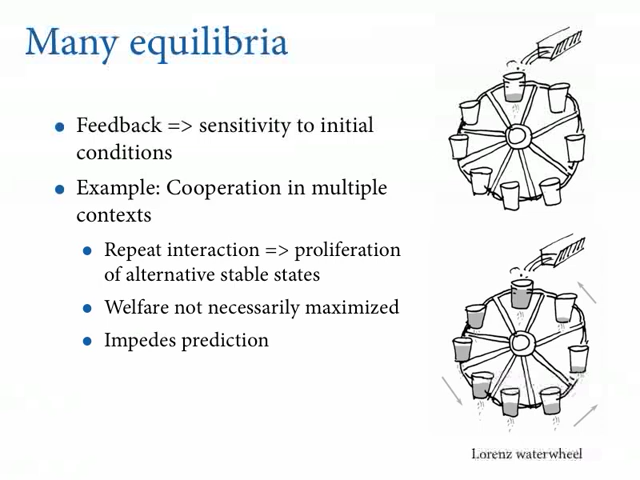 Many equilibria
Feedback => sensitivity to initial
conditions
Example: Cooperation in multiple
contexts
Repeat interaction => proliferation
of alternative stable states
Welfare not necessarily maximized
Impedes prediction
Lorenz waterwheel